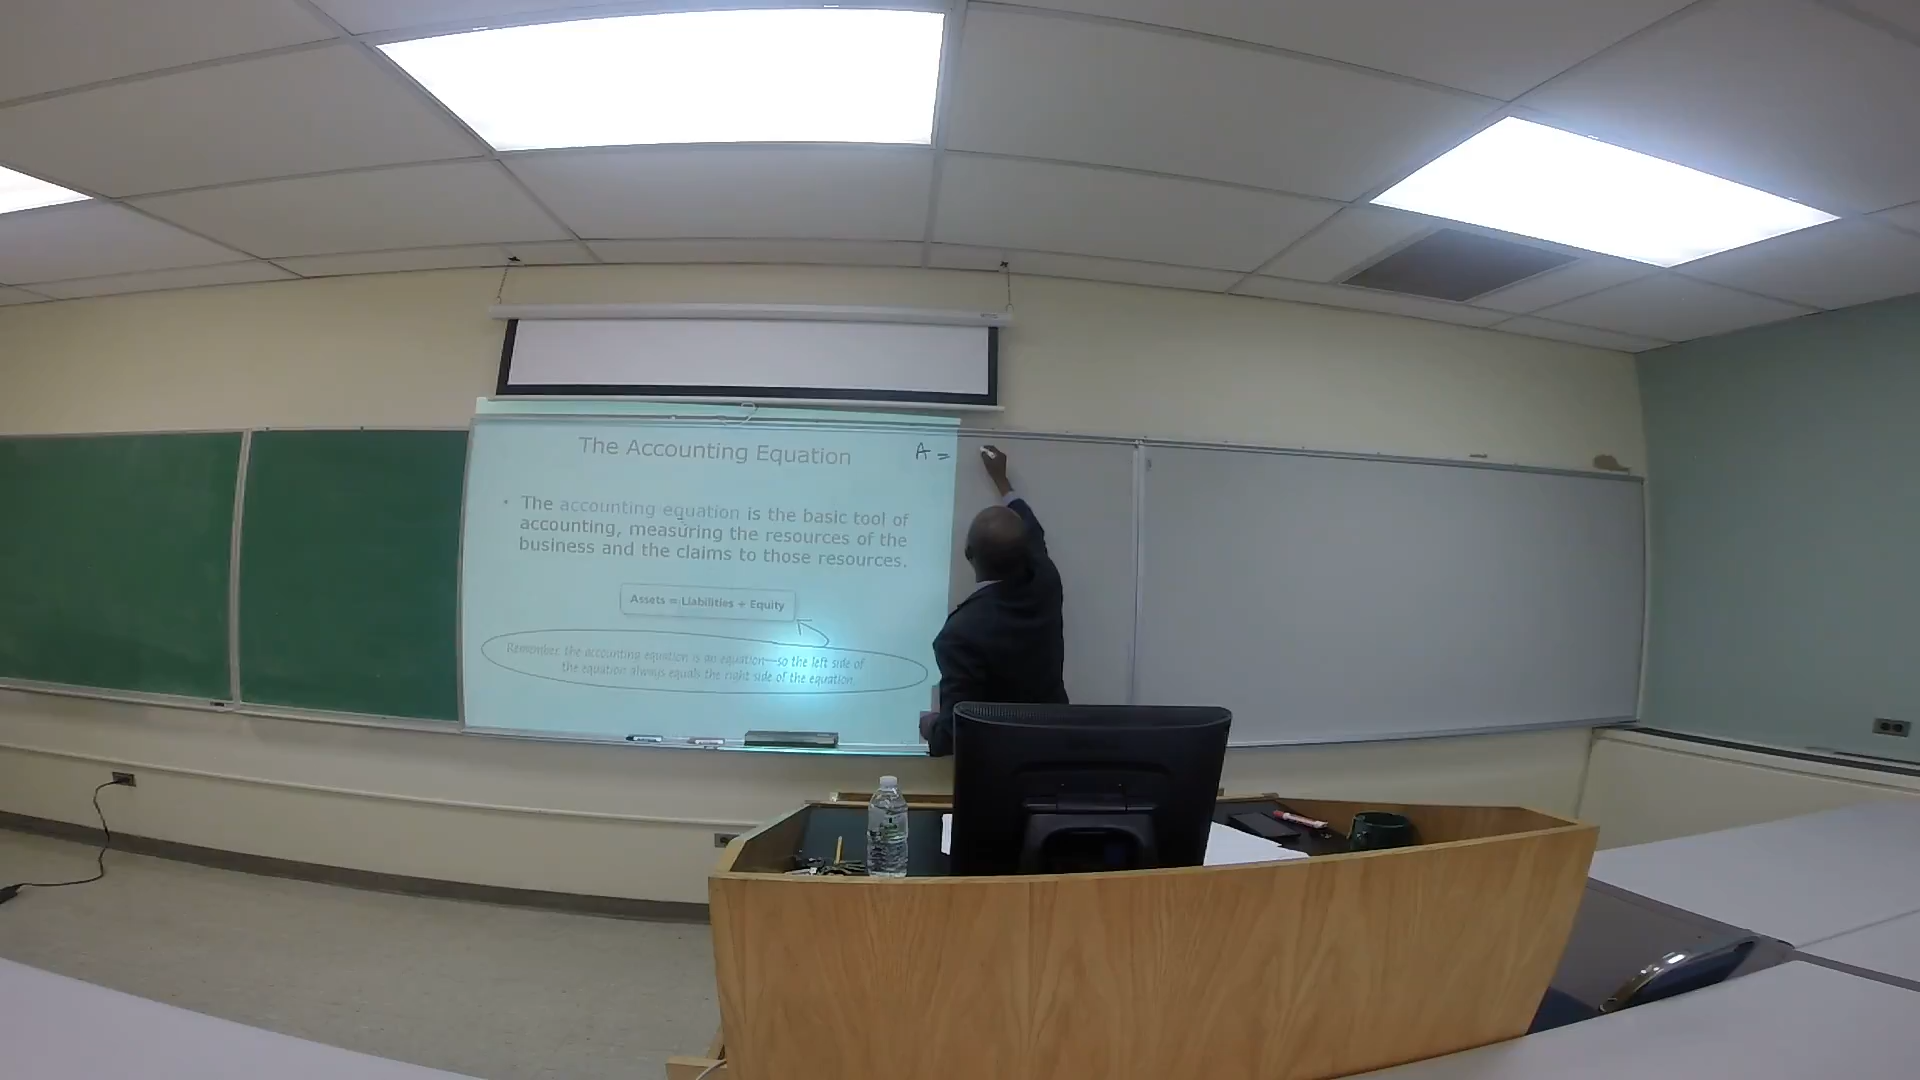 The Accounting Equation
A =
• The accounting equation is the basic tool of
accounting, measuring the resources of the
business and the claims to those resources.
Assets = Liabilities + Equity
Remember, the accounting equation is an equation—so the left side of
the equation always equals the right side of the equation.